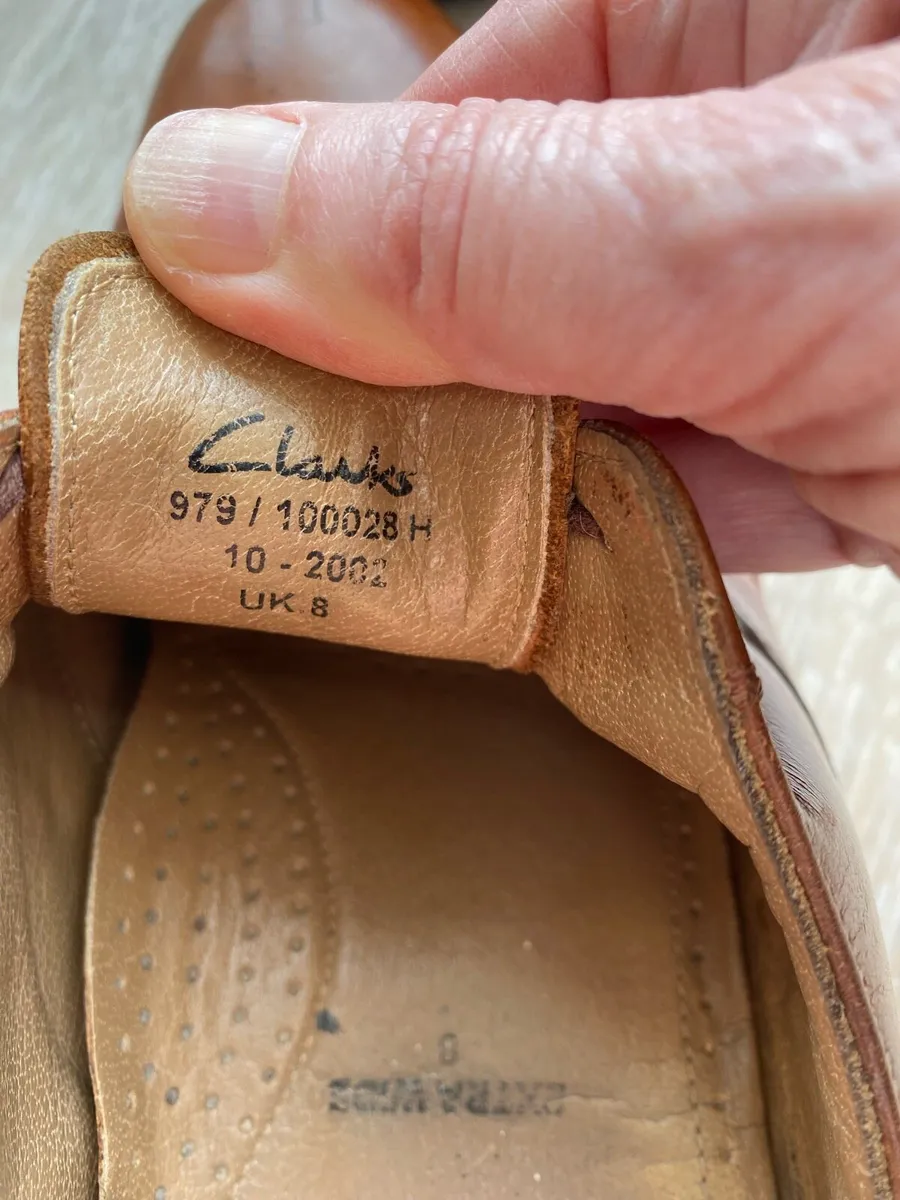 Clarks
979 / 100028 H
10 - 2002
UK 8
8
EXTRA WIDE